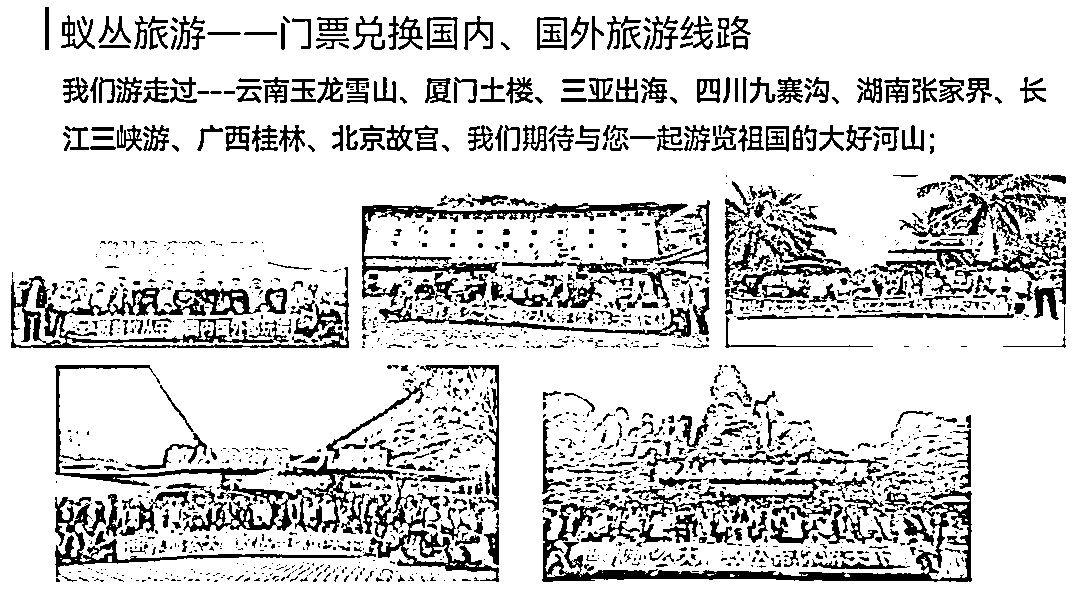 蚁丛旅游——门票兑换国内、国外旅游线路
我们游走过---云南玉龙雪山、厦门土楼、三亚出海、四川九寨沟、湖南张家界、长
江三峡游、广西桂林、北京故宫、我们期待与您一起游览祖国的大好河山;